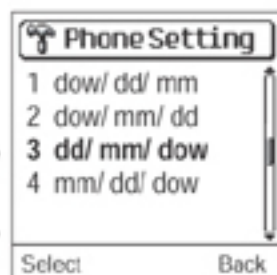 Phone Setting
1 dow/ dd/ mm
2 dow/ mm/ dd
3 dd/ mm/ dow
4 mm/ dd/ dow
Select Back